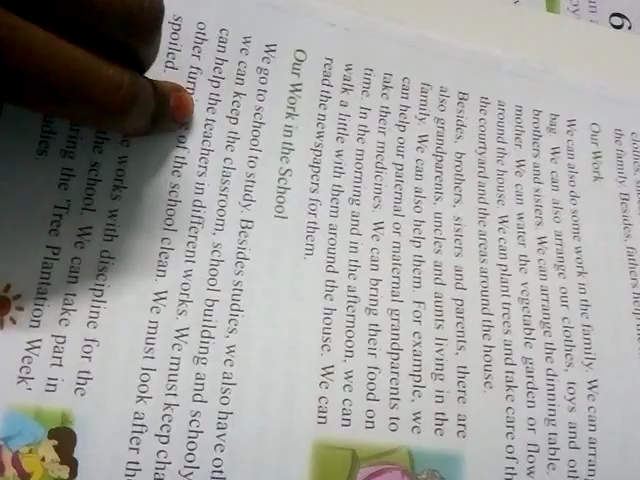 6
the family. Besides, fathers help
Our Work
We can also do some work in the family. We can arrang
bag. We can also arrange our clothes, toys and oth
brothers and sisters. We can arrange the dinning table.
mother. We can water the vegetable garden or flow
around the house. We can plant trees and take care of th
the courtyard and the areas around the house.
Besides, brothers, sisters and parents, there are
also grandparents, uncles and aunts living in the
family. We can also help them. For example, we
can help our paternal or maternal grandparents to
take their medicines. We can bring their food on
time. In the morning and in the afternoon, we can
walk a little with them around the house. We can
read the newspapers for them.
Our Work in the School
We go to school to study. Besides studies, we also have oth
we can keep the classroom, school building and schooly
can help the teachers in different works. We must keep cha
other fur of the school clean. We must look after th
spoiled.
e works with discipline for the
the school. We can take part in
ring the 'Tree Plantation Week'
udies.